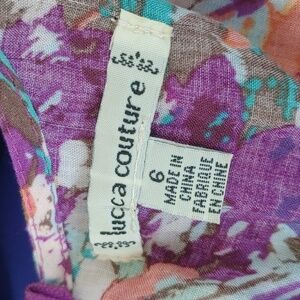 lucca couture
6
MADE IN
CHINA
FABRIQUE
EN CHINE